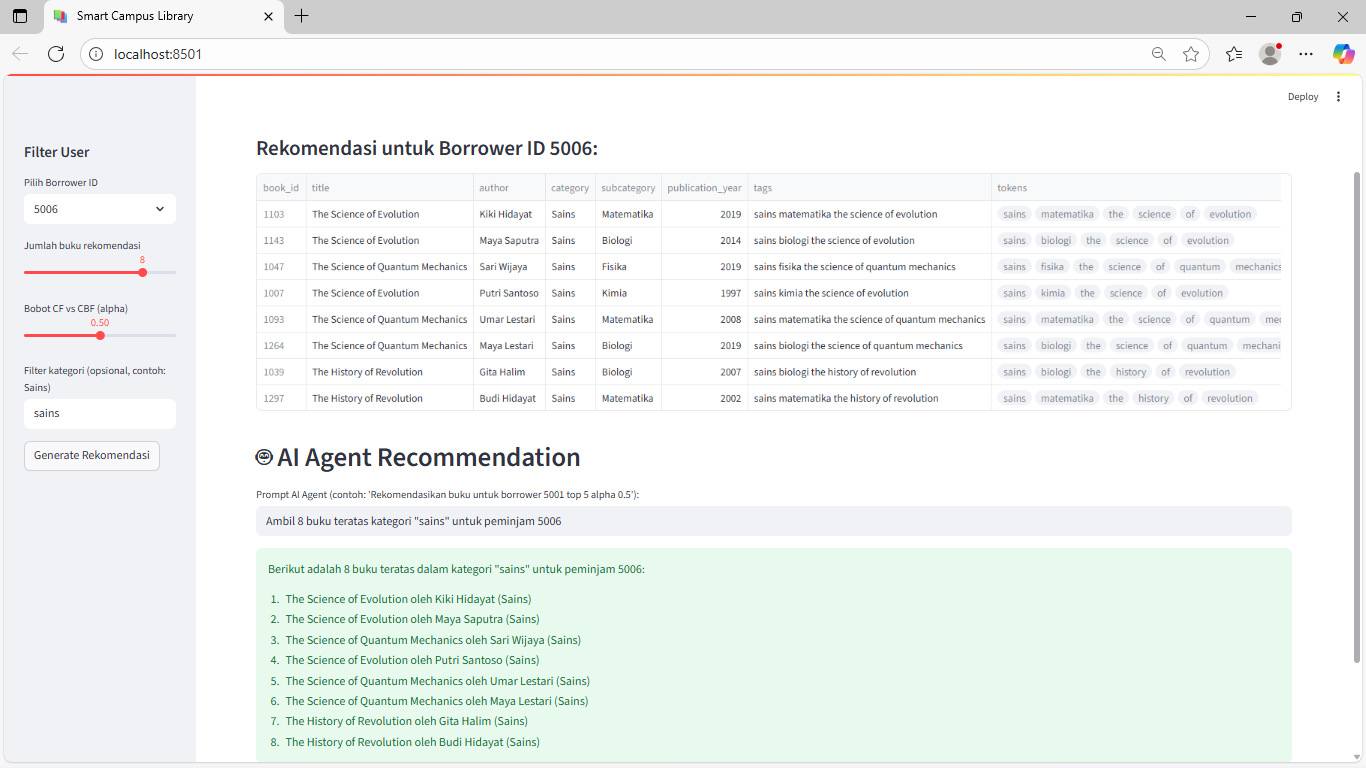 Smart Campus Library
localhost:8501
Deploy
Filter User
Pilih Borrower ID
5006
Jumlah buku rekomendasi
8
Bobot CF vs CBF (alpha)
0.50
Filter kategori (opsional, contoh:
Sains)
sains
Generate Rekomendasi
Rekomendasi untuk Borrower ID 5006:
book_id title author category subcategory publication_year tags tokens
1103 The Science of Evolution Kiki Hidayat Sains Matematika 2019 sains matematika the science of evolution sains matematika the science of evolution
1143 The Science of Evolution Maya Saputra Sains Biologi 2014 sains biologi the science of evolution sains biologi the science of evolution
1047 The Science of Quantum Mechanics Sari Wijaya Sains Fisika 2019 sains fisika the science of quantum mechanics sains fisika the science of quantum mechanics
1007 The Science of Evolution Putri Santoso Sains Kimia 1997 sains kimia the science of evolution sains kimia the science of evolution
1093 The Science of Quantum Mechanics Umar Lestari Sains Matematika 2008 sains matematika the science of quantum mechanics sains matematika the science of quantum me
1264 The Science of Quantum Mechanics Maya Lestari Sains Biologi 2019 sains biologi the science of quantum mechanics sains biologi the science of quantum mechani
1039 The History of Revolution Gita Halim Sains Biologi 2007 sains biologi the history of revolution sains biologi the history of revolution
1297 The History of Revolution Budi Hidayat Sains Matematika 2002 sains matematika the history of revolution sains matematika the history of revolution
AI Agent Recommendation
Prompt AI Agent (contoh: 'Rekomendasikan buku untuk borrower 5001 top 5 alpha 0.5'):
Ambil 8 buku teratas kategori "sains" untuk peminjam 5006
Berikut adalah 8 buku teratas dalam kategori "sains" untuk peminjam 5006:
1. The Science of Evolution oleh Kiki Hidayat (Sains)
2. The Science of Evolution oleh Maya Saputra (Sains)
3. The Science of Quantum Mechanics oleh Sari Wijaya (Sains)
4. The Science of Evolution oleh Putri Santoso (Sains)
5. The Science of Quantum Mechanics oleh Umar Lestari (Sains)
6. The Science of Quantum Mechanics oleh Maya Lestari (Sains)
7. The History of Revolution oleh Gita Halim (Sains)
8. The History of Revolution oleh Budi Hidayat (Sains)